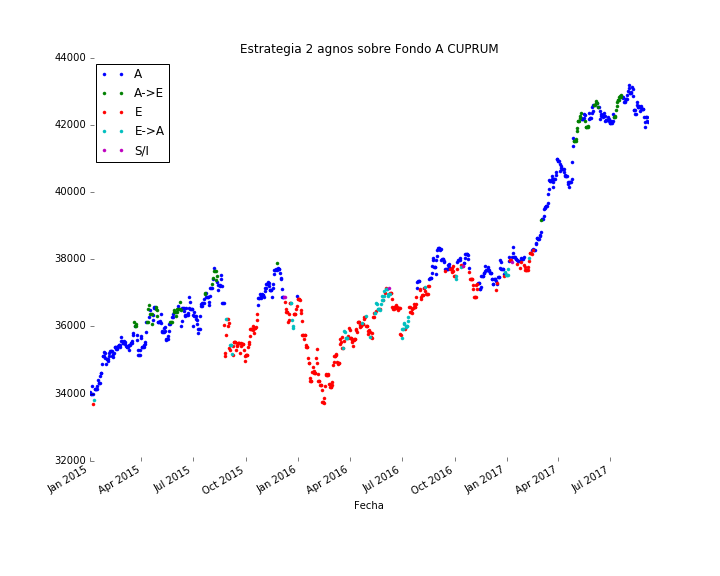 Estrategia 2 agnos sobre Fondo A CUPRUM
44000
42000
40000
38000
36000
34000
32000
A
A->E
E
E->A
S/I
Jan 2015
Apr 2015
Jul 2015
Oct 2015
Jan 2016
Apr 2016
Jul 2016
Oct 2016
Jan 2017
Apr 2017
Jul 2017
Fecha